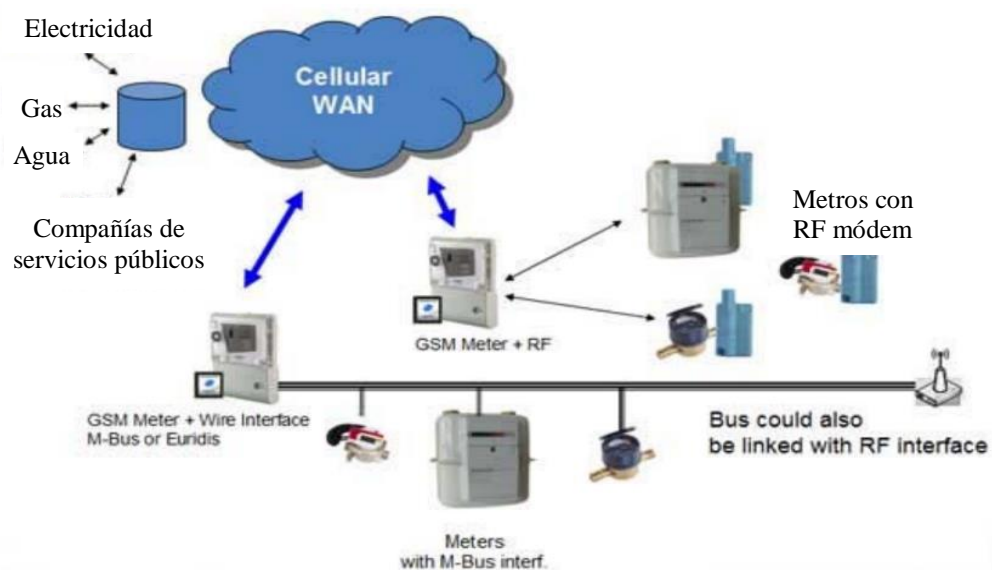 Electricidad
Gas
Agua
Compañías de
servicios públicos
Cellular
WAN
Metros con
RF módem
GSM Meter + RF
GSM Meter + Wire Interface
M-Bus or Euridis
Bus could also
be linked with RF interface
Meters
with M-Bus interf.